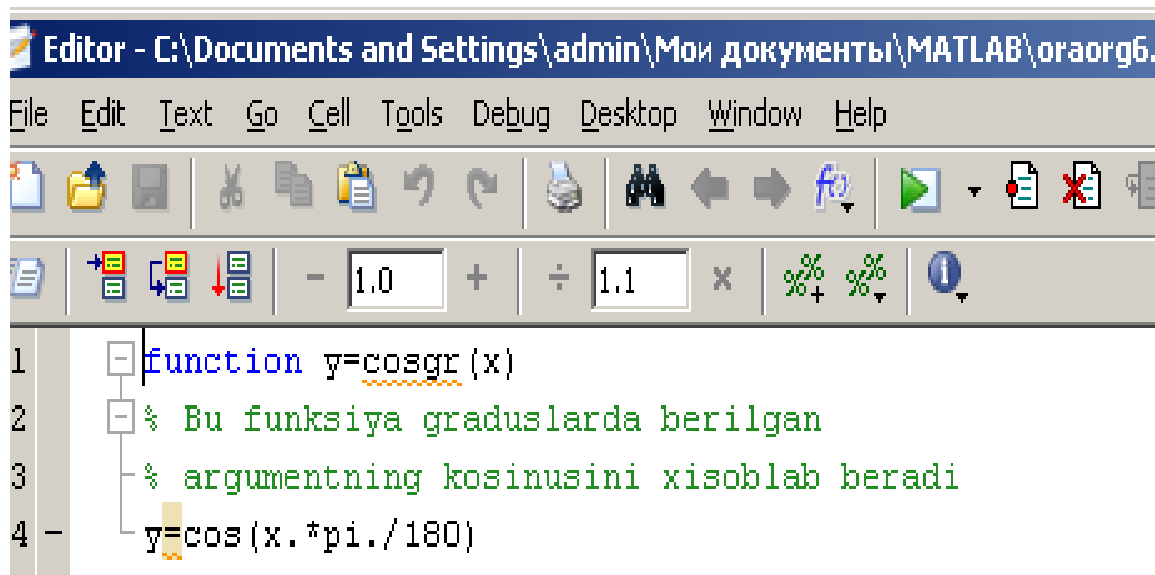 Editor - C:\Documents and Settings\admin\Мои документы\MATLAB\oraorg6.
File Edit Text Go Cell Tools Debug Desktop Window Help
- 1.0 + ÷ 1.1 ×
1 function y=cosgr(x)
2 % Bu funksiya graduslarda berilgan
3 % argumentning kosinusini xisoblab beradi
4 - y=cos(x.*pi./180)